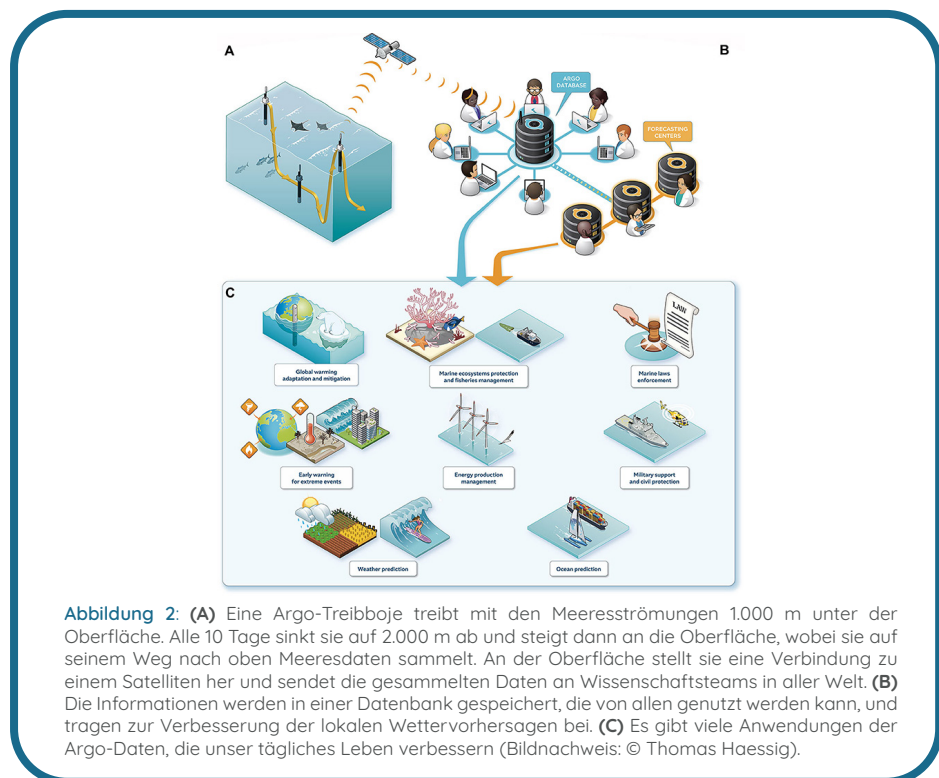 A
B
ARGO
DATABASE
FORECASTING
CENTERS
C
LAW
Global warming
adaptation and mitigation
Marine ecosystems protection
and fisheries management
Marine laws
enforcement
Early warning
for extreme events
Energy production
management
Military support
and civil protection
Weather prediction
Ocean prediction
Abbildung 2: (A) Eine Argo-Treibboje treibt mit den Meeresströmungen 1.000 m unter der
Oberfläche. Alle 10 Tage sinkt sie auf 2.000 m ab und steigt dann an die Oberfläche, wobei sie auf
seinem Weg nach oben Meeresdaten sammelt. An der Oberfläche stellt sie eine Verbindung zu
einem Satelliten her und sendet die gesammelten Daten an Wissenschaftsteams in aller Welt. (B)
Die Informationen werden in einer Datenbank gespeichert, die von allen genutzt werden kann, und
tragen zur Verbesserung der lokalen Wettervorhersagen bei. (C) Es gibt viele Anwendungen der
Argo-Daten, die unser tägliches Leben verbessern (Bildnachweis: © Thomas Haessig).